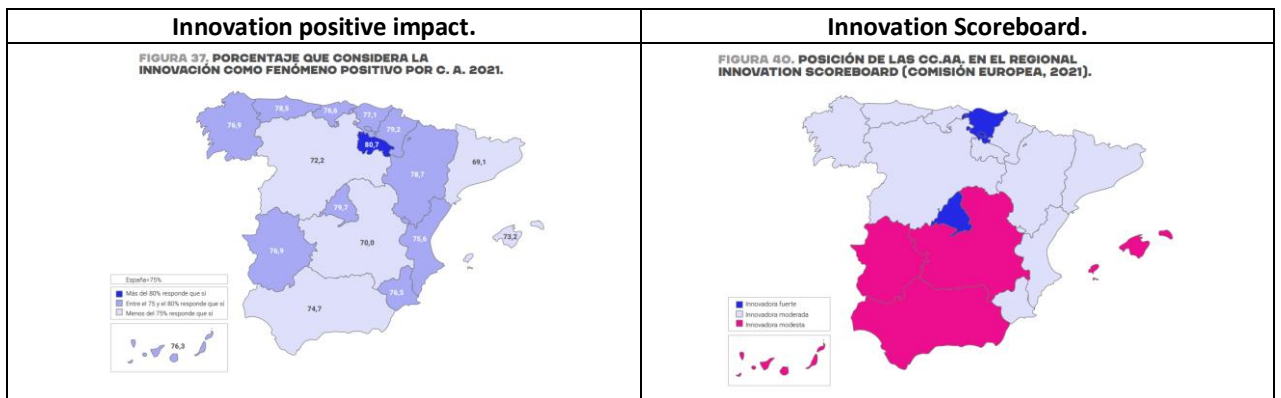 Innovation positive impact.
Innovation Scoreboard.
FIGURA 37. PORCENTAJE QUE CONSIDERA LA
INNOVACIÓN COMO FENÓMENO POSITIVO POR C. A. 2021.
78,5
76,6
77,1
76,9
79,2
80,7
72,2
69,1
78,7
79,7
75,6
73,2
76,9
70,0
76,5
74,7
España=75%
Más del 80% responde que sí
Entre el 75 y el 80% responde que sí
Menos del 75% responde que sí
76,3
FIGURA 40. POSICIÓN DE LAS CC.AA. EN EL REGIONAL
INNOVATION SCOREBOARD (COMISIÓN EUROPEA, 2021).
Innovadora fuerte
Innovadora moderada
Innovadora modesta